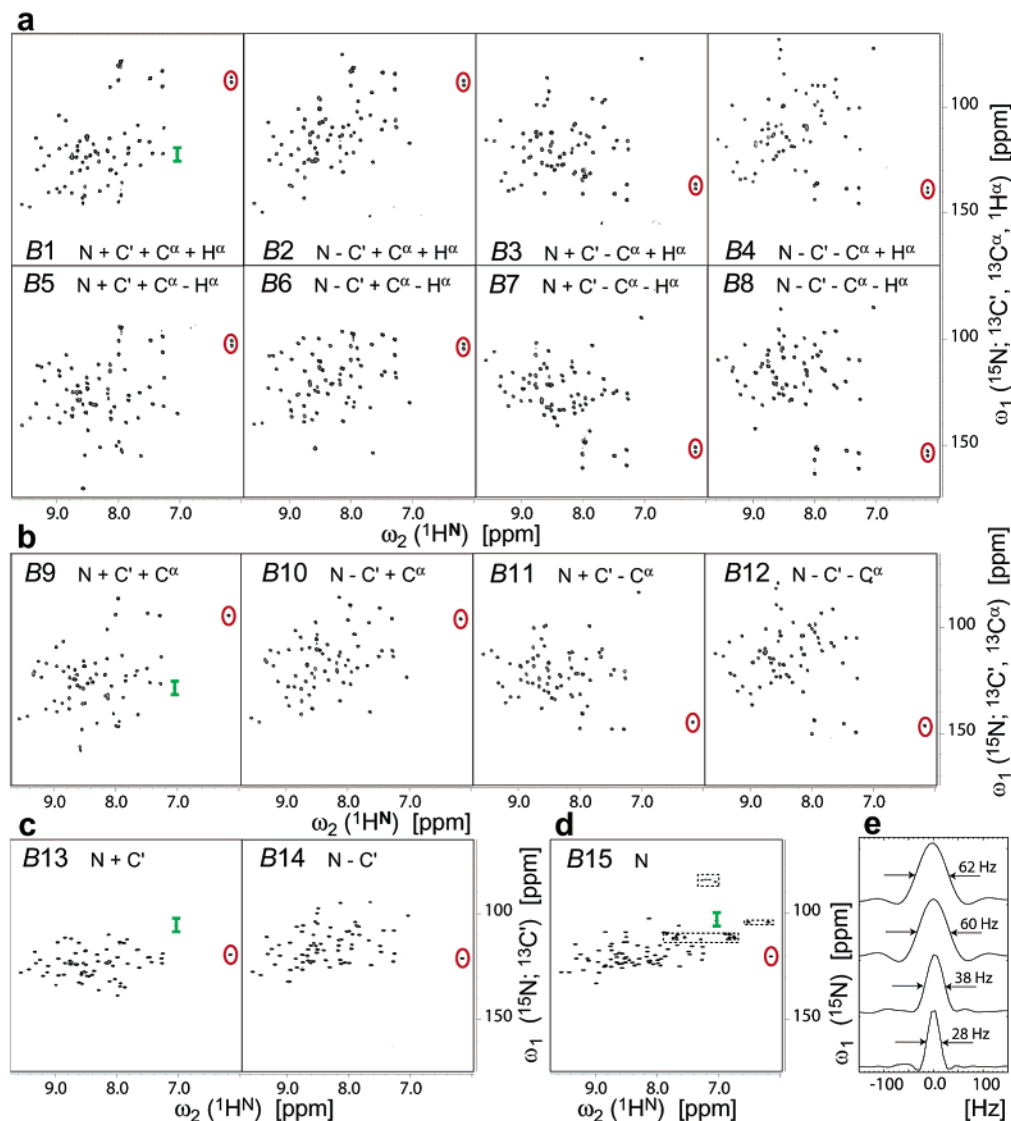 a
B1 N + C' + Cα + Hα
B2 N - C' + Cα + Hα
B3 N + C' - Cα + Hα
B4 N - C' - Cα + Hα
100
150
B5 N + C' + Cα - Hα
B6 N - C' + Cα - Hα
B7 N + C' - Cα - Hα
B8 N - C' - Cα - Hα
100
150
ω1 (15N; 13C', 13Cα, 1Hα) [ppm]
9.0 8.0 7.0 9.0 8.0 7.0 9.0 8.0 7.0 9.0 8.0 7.0
ω2 (1HN) [ppm]
b
B9 N + C' + Cα
B10 N - C' + Cα
B11 N + C' - Cα
B12 N - C' - Cα
100
150
ω1 (15N; 13C', 13Cα) [ppm]
9.0 8.0 7.0 9.0 8.0 7.0 9.0 8.0 7.0 9.0 8.0 7.0
ω2 (1HN) [ppm]
c
B13 N + C'
B14 N - C'
100
150
ω1 (15N; 13C') [ppm]
9.0 8.0 7.0 9.0 8.0 7.0
ω2 (1HN) [ppm]
d
B15 N
100
150
ω1 (15N) [ppm]
9.0 8.0 7.0
ω2 (1HN) [ppm]
e
62 Hz
60 Hz
38 Hz
28 Hz
-100 0.0 100
[Hz]